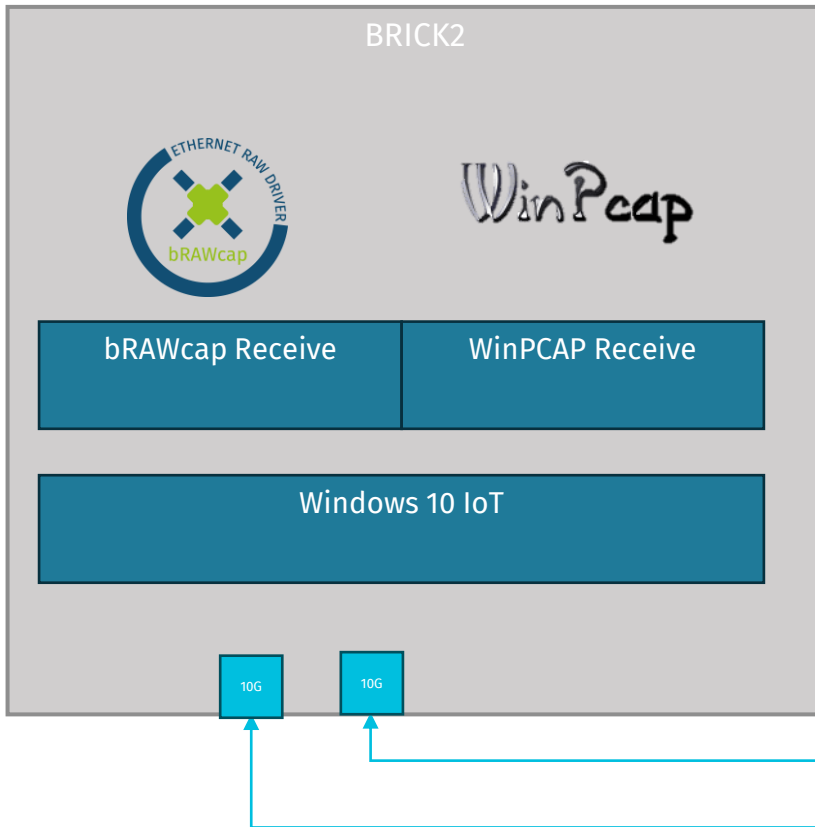 BRICK2
ETHERNET RAW DRIVER
bRAWcap
WinPcap
bRAWcap Receive
WinPCAP Receive
Windows 10 IoT
10G
10G